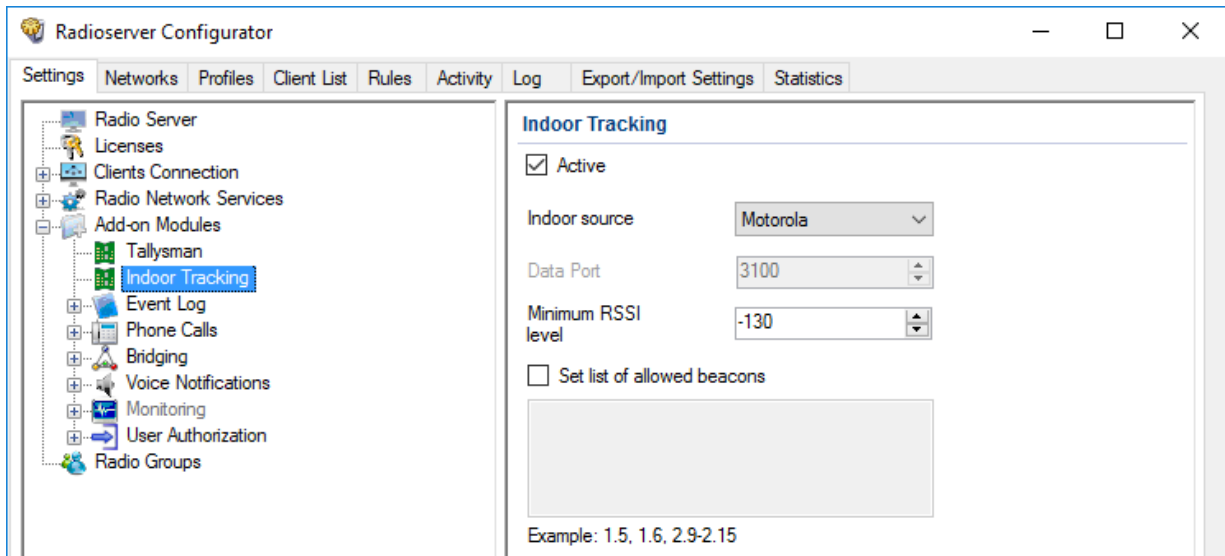 Radioserver Configurator
Settings Networks Profiles Client List Rules Activity Log Export/Import Settings Statistics
Radio Server
Licenses
Clients Connection
Radio Network Services
Add-on Modules
Tallysman
Indoor Tracking
Event Log
Phone Calls
Bridging
Voice Notifications
Monitoring
User Authorization
Radio Groups
Indoor Tracking
Active
Indoor source Motorola
Data Port 3100
Minimum RSSI
level
-130
Set list of allowed beacons
Example: 1.5, 1.6, 2.9-2.15